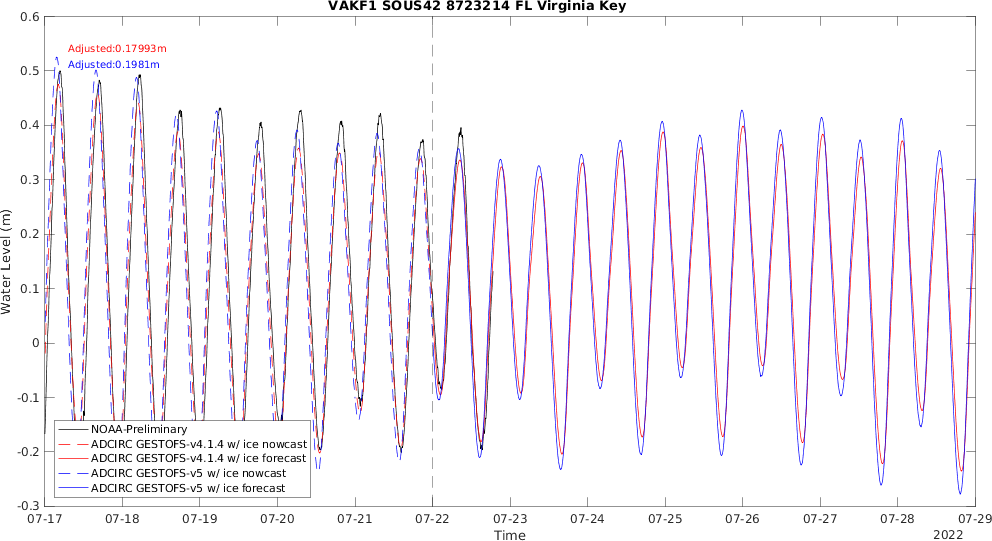 VAKF1 SOUS42 8723214 FL Virginia Key
Adjusted:0.17993m
Adjusted:0.1981m
Water Level (m)
0.6
0.5
0.4
0.3
0.2
0.1
0
-0.1
-0.2
-0.3
NOAA-Preliminary
ADCIRC GESTOFS-v4.1.4 w/ ice nowcast
ADCIRC GESTOFS-v4.1.4 w/ ice forecast
ADCIRC GESTOFS-v5 w/ ice nowcast
ADCIRC GESTOFS-v5 w/ ice forecast
07-17 07-18 07-19 07-20 07-21 07-22 07-23 07-24 07-25 07-26 07-27 07-28 07-29
Time
2022